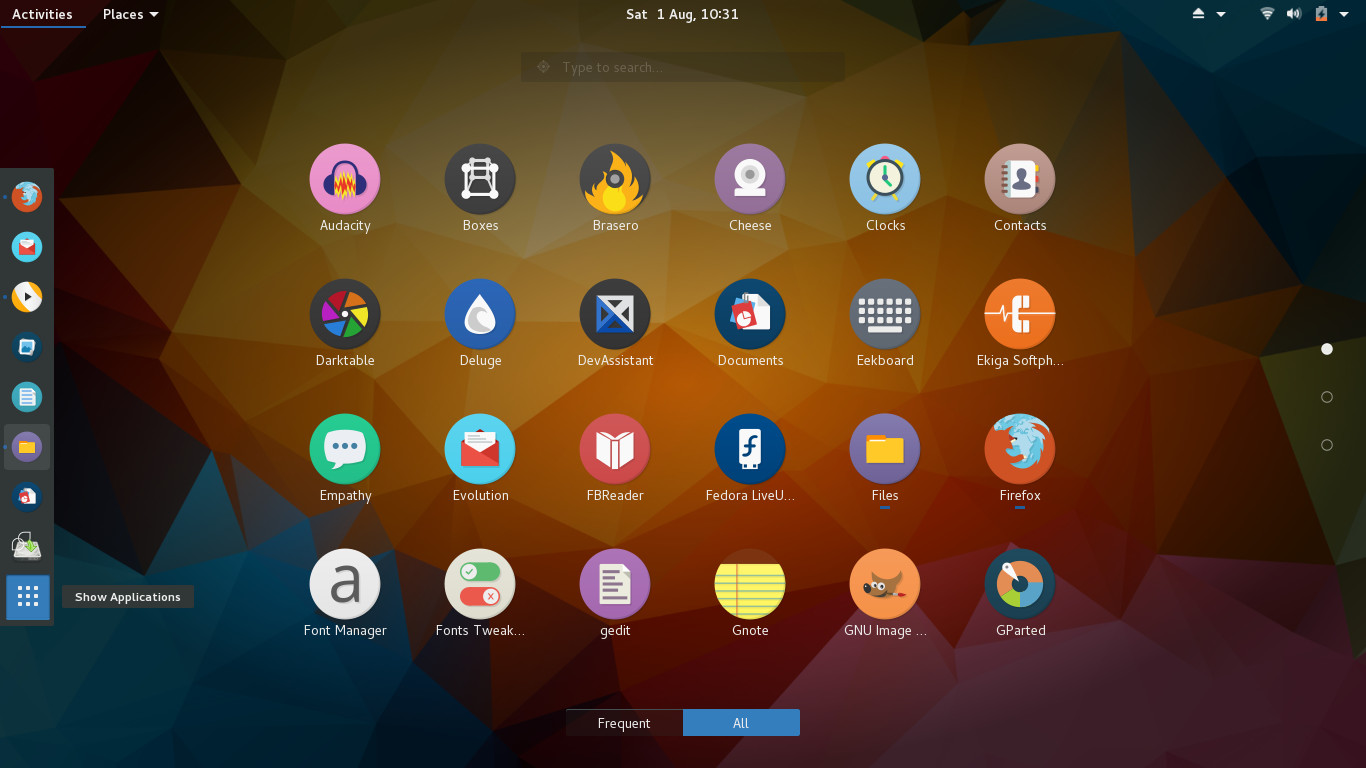 Activities Places Sat 1 Aug, 10:31
Type to search...
Audacity Boxes Brasero Cheese Clocks Contacts
Darktable Deluge DevAssistant Documents Eekboard Ekiga Softph...
Empathy Evolution FBReader Fedora LiveU... Files Firefox
a
Show Applications
Font Manager Fonts Tweak... gedit Gnote GNU Image ... GParted
Frequent All